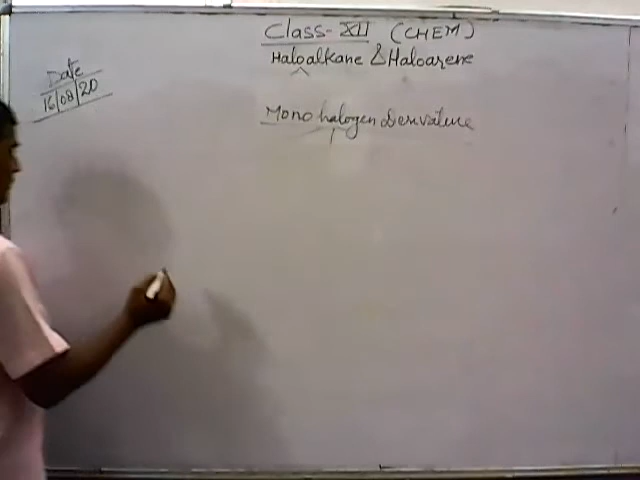 Class-XII (CHEM)
Haloalkane & Haloarene
Date
16/08/20
Mono halogen Derivative